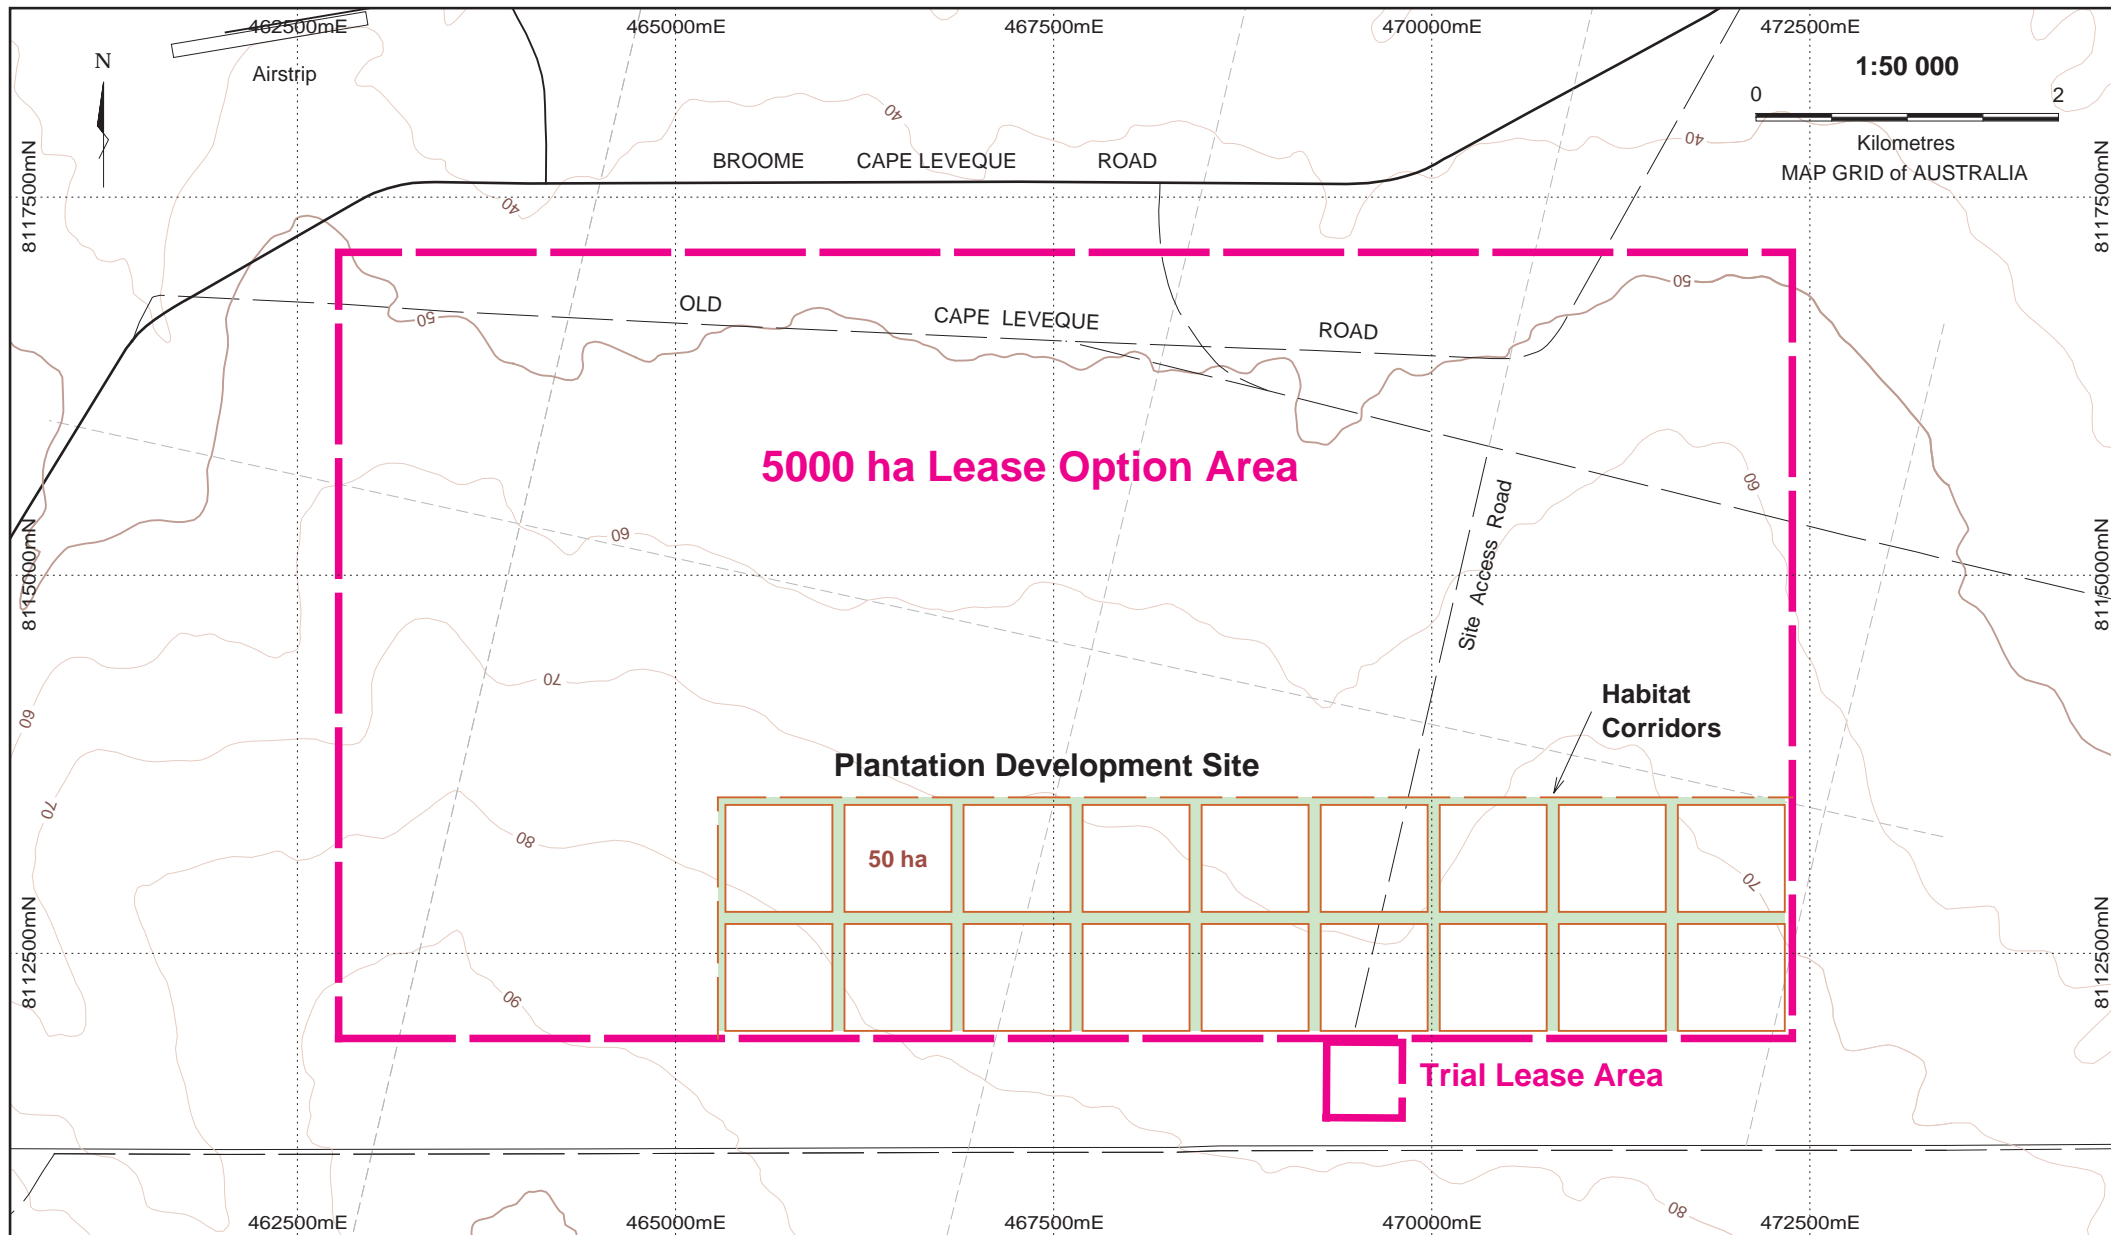 462500mE 465000mE 467500mE 470000mE 472500mE
N
Airstrip
1:50 000
0 2
Kilometres
MAP GRID of AUSTRALIA
40
40
BROOME CAPE LEVEQUE ROAD
8117500mN
8117500mN
40
50
50
OLD CAPE LEVEQUE ROAD
5000 ha Lease Option Area
60
60
Site Access Road
8115000mN
8115000mN
70
60
Habitat
Corridors
Plantation Development Site
70
80
50 ha
70
8112500mN
8112500mN
90
Trial Lease Area
80
462500mE 465000mE 467500mE 470000mE 472500mE